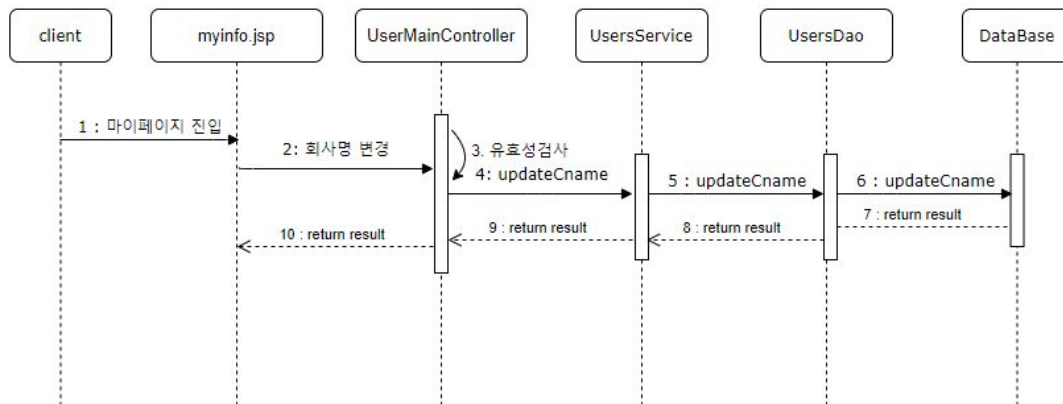 client
myinfo.jsp
UserMainController
UsersService
UsersDao
DataBase
1 : 마이페이지 진입
2: 회사명 변경
3. 유효성검사
4: updateCname
5 : updateCname
6 : updateCname
7 : return result
8 : return result
9 : return result
10 : return result